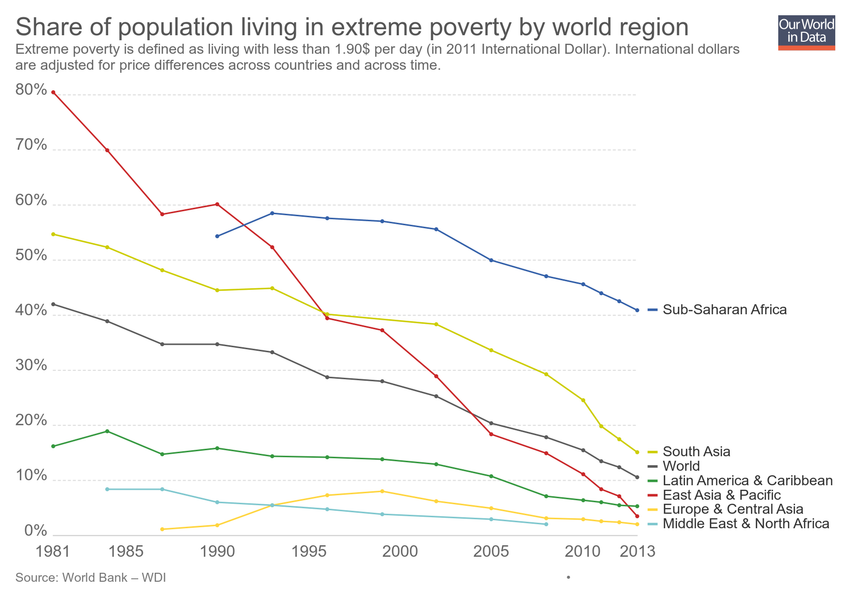 Share of population living in extreme poverty by world region
Our World
in Data
Extreme poverty is defined as living with less than 1.90$ per day (in 2011 International Dollar). International dollars
are adjusted for price differences across countries and across time.
80%
70%
60%
50%
40%
30%
20%
10%
0%
Sub-Saharan Africa
South Asia
World
Latin America & Caribbean
East Asia & Pacific
Europe & Central Asia
Middle East & North Africa
1981 1985 1990 1995 2000 2005 2010 2013
Source: World Bank – WDI